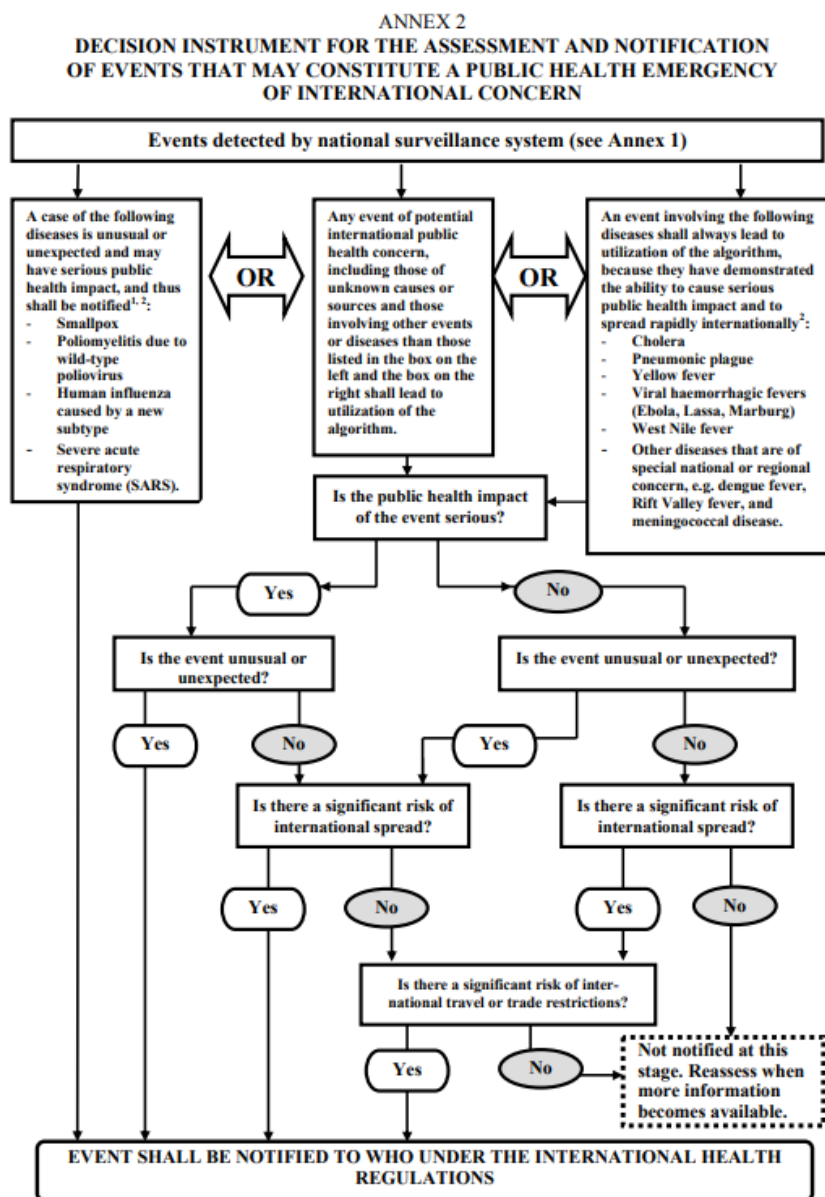 ANNEX 2
DECISION INSTRUMENT FOR THE ASSESSMENT AND NOTIFICATION
OF EVENTS THAT MAY CONSTITUTE A PUBLIC HEALTH EMERGENCY
OF INTERNATIONAL CONCERN
Events detected by national surveillance system (see Annex 1)
A case of the following
diseases is unusual or
unexpected and may
have serious public
health impact, and thus
shall be notified1, 2:
- Smallpox
- Poliomyelitis due to
wild-type
poliovirus
- Human influenza
caused by a new
subtype
- Severe acute
respiratory
syndrome (SARS).
OR
Any event of potential
international public
health concern,
including those of
unknown causes or
sources and those
involving other events
or diseases than those
listed in the box on the
left and the box on the
right shall lead to
utilization of the
algorithm.
OR
An event involving the following
diseases shall always lead to
utilization of the algorithm,
because they have demonstrated
the ability to cause serious
public health impact and to
spread rapidly internationally2:
- Cholera
- Pneumonic plague
- Yellow fever
- Viral haemorrhagic fevers
(Ebola, Lassa, Marburg)
- West Nile fever
- Other diseases that are of
special national or regional
concern, e.g. dengue fever,
Rift Valley fever, and
meningococcal disease.
Is the public health impact
of the event serious?
Yes
No
Is the event unusual or
unexpected?
Is the event unusual or unexpected?
Yes
No
Yes
No
Is there a significant risk of
international spread?
Is there a significant risk of
international spread?
Yes
No
Yes
No
Is there a significant risk of inter-
national travel or trade restrictions?
Yes
No
Not notified at this
stage. Reassess when
more information
becomes available.
EVENT SHALL BE NOTIFIED TO WHO UNDER THE INTERNATIONAL HEALTH
REGULATIONS